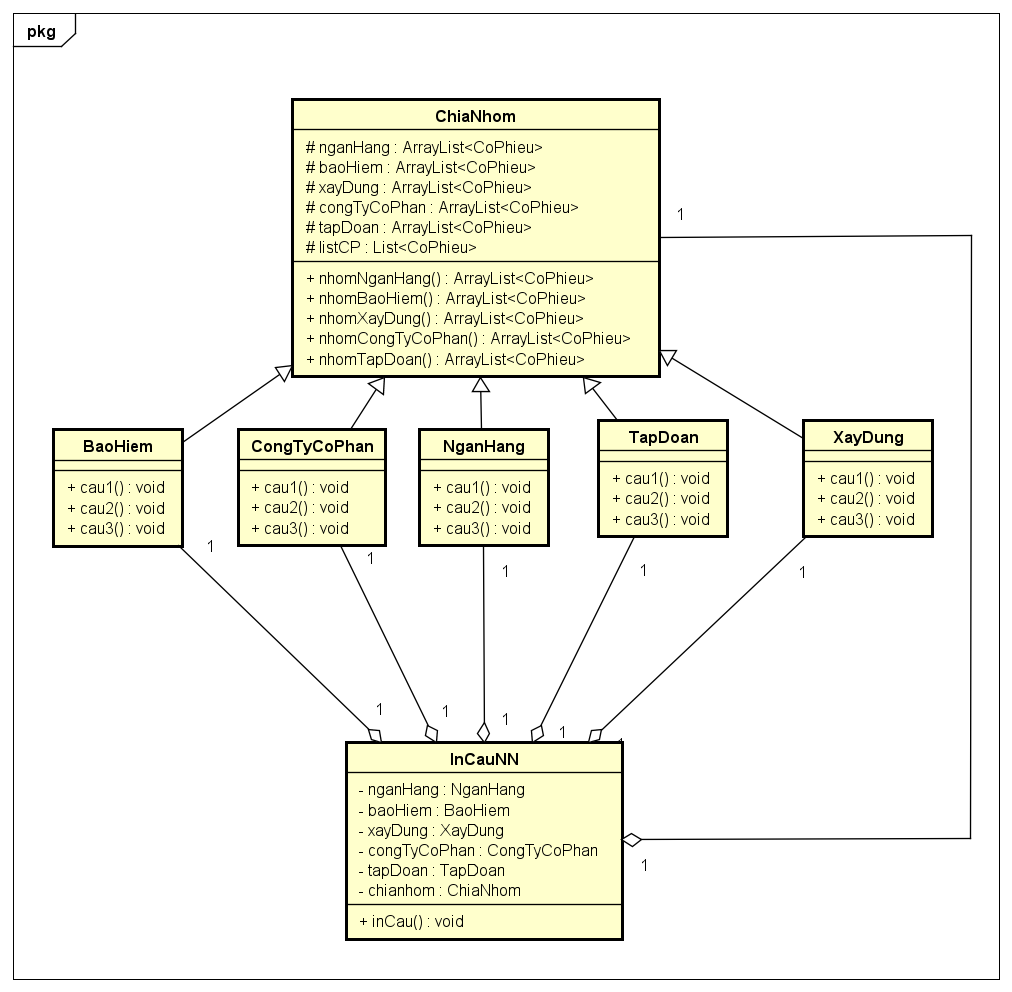 pkg
ChiaNhom
# nganHang : ArrayList<CoPhieu>
# baoHiem : ArrayList<CoPhieu>
# xayDung : ArrayList<CoPhieu>
# congTyCoPhan : ArrayList<CoPhieu>
# tapDoan : ArrayList<CoPhieu>
# listCP : List<CoPhieu>
+ nhomNganHang() : ArrayList<CoPhieu>
+ nhomBaoHiem() : ArrayList<CoPhieu>
+ nhomXayDung() : ArrayList<CoPhieu>
+ nhomCongTyCoPhan() : ArrayList<CoPhieu>
+ nhomTapDoan() : ArrayList<CoPhieu>
1
BaoHiem
+ cau1() : void
+ cau2() : void
+ cau3() : void
CongTyCoPhan
+ cau1() : void
+ cau2() : void
+ cau3() : void
NganHang
+ cau1() : void
+ cau2() : void
+ cau3() : void
TapDoan
+ cau1() : void
+ cau2() : void
+ cau3() : void
XayDung
+ cau1() : void
+ cau2() : void
+ cau3() : void
1
1
1
1
1
1
1
1
1
1
InCauNN
- nganHang : NganHang
- baoHiem : BaoHiem
- xayDung : XayDung
- congTyCoPhan : CongTyCoPhan
- tapDoan : TapDoan
- chianhom : ChiaNhom
+ inCau() : void
1